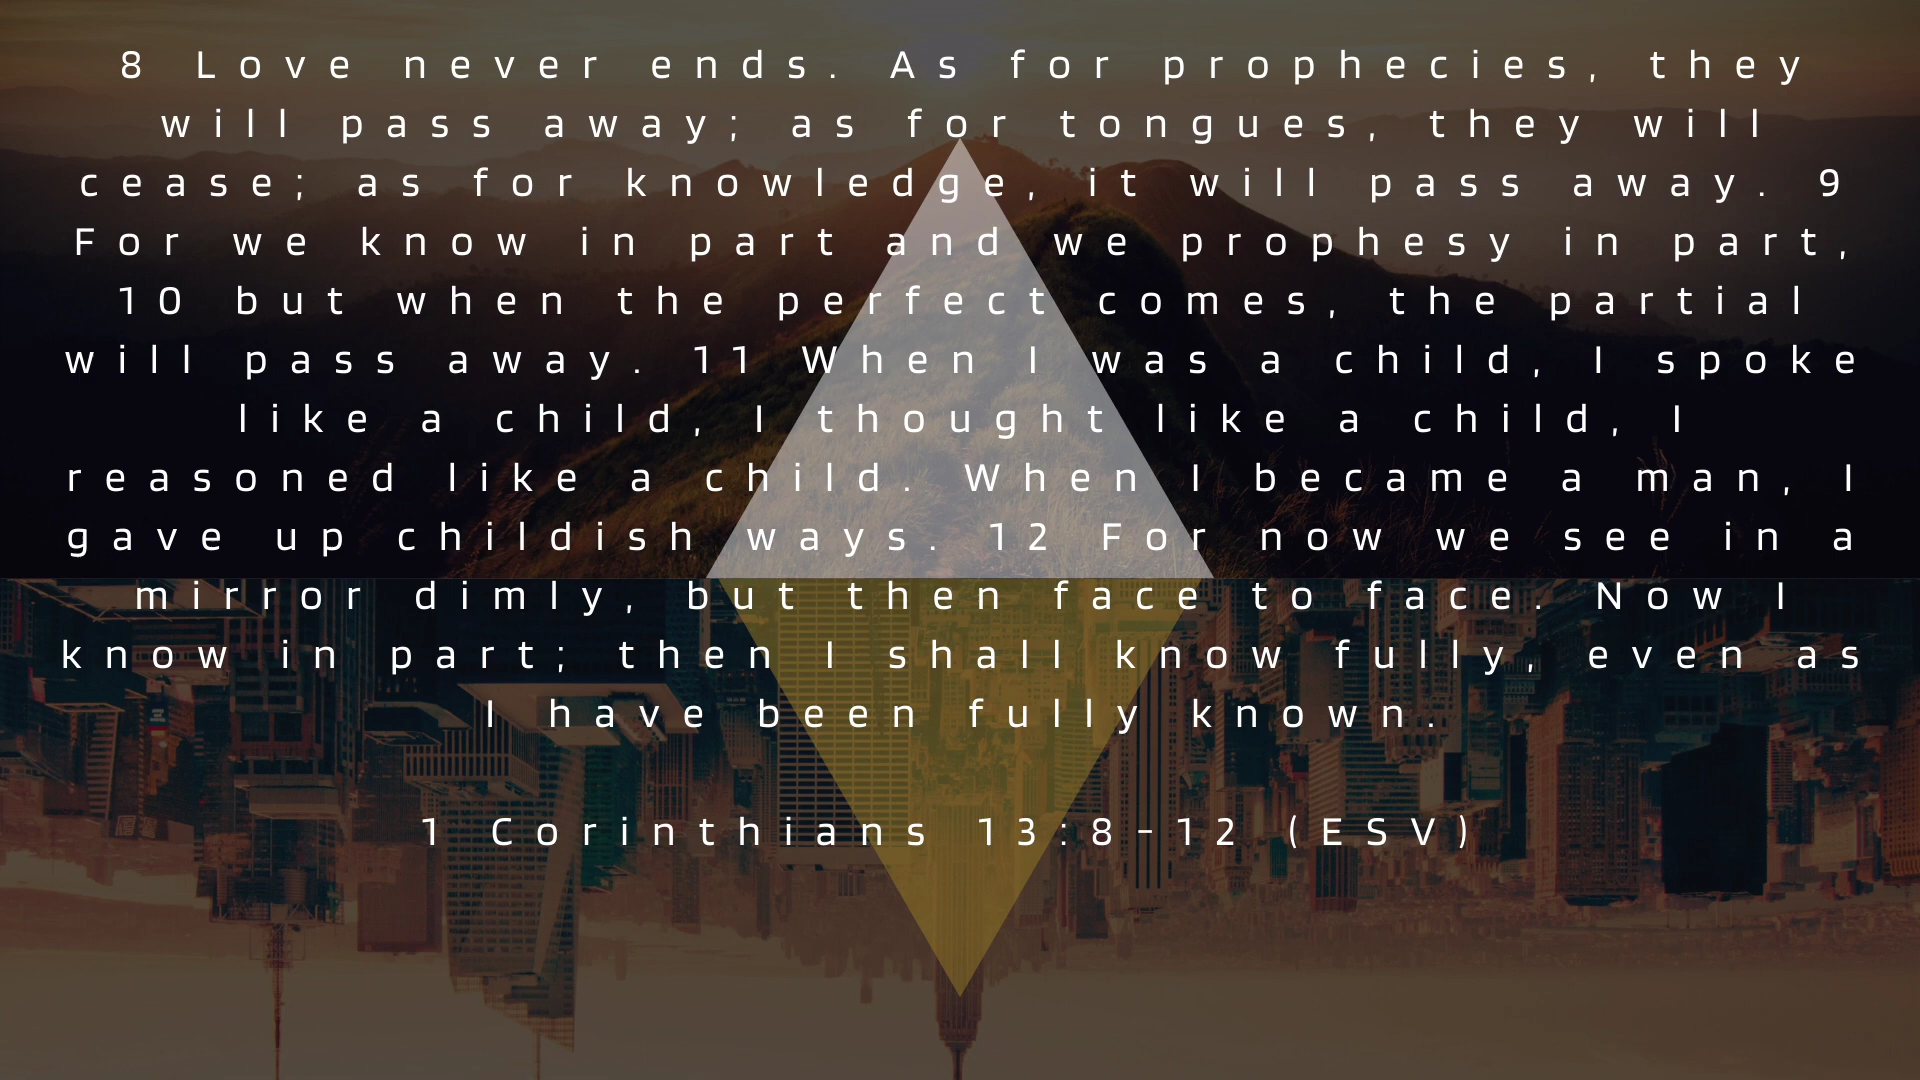 8 Love never ends. As for prophecies, they
will pass away; as for tongues, they will
cease; as for knowledge, it will pass away. 9
For we know in part and we prophesy in part,
10 but when the perfect comes, the partial
will pass away. 11 When I was a child, I spoke
like a child, I thought like a child, I
reasoned like a child. When I became a man, I
gave up childish ways. 12 For now we see in a
mirror dimly, but then face to face. Now I
know in part; then I shall know fully, even as
I have been fully known.
1 Corinthians 13:8-12 (ESV)